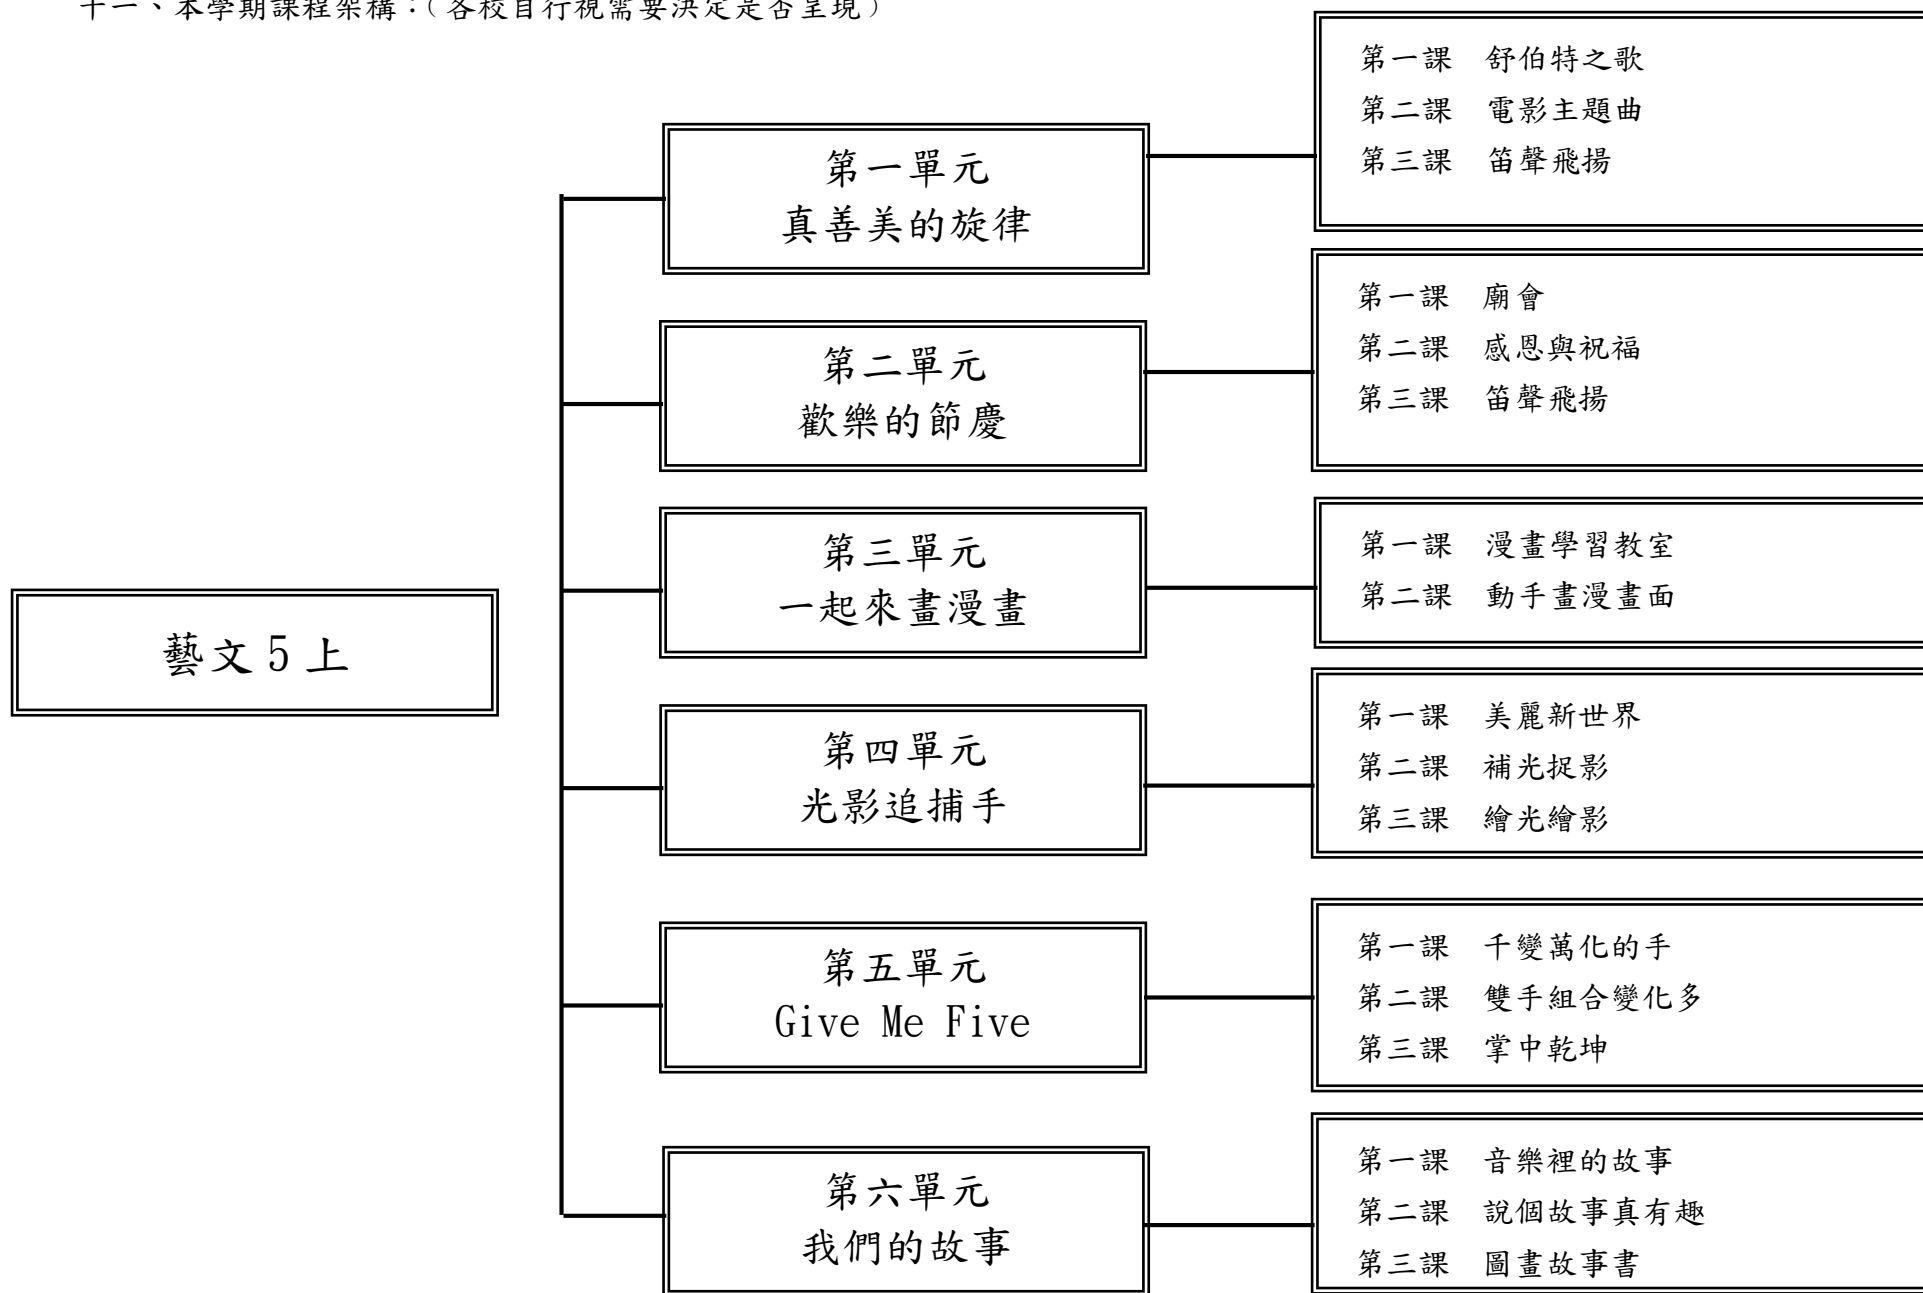 十一、本學期課程架構：（各校自行視需要決定是否呈現）
藝文5上
第一單元
真善美的旋律
第一課 舒伯特之歌
第二課 電影主題曲
第三課 笛聲飛揚
第二單元
歡樂的節慶
第一課 廟會
第二課 感恩與祝福
第三課 笛聲飛揚
第三單元
一起來畫漫畫
第一課 漫畫學習教室
第二課 動手畫漫畫面
第四單元
光影追捕手
第一課 美麗新世界
第二課 補光捉影
第三課 繪光繪影
第五單元
Give Me Five
第一課 千變萬化的手
第二課 雙手組合變化多
第三課 掌中乾坤
第六單元
我們的故事
第一課 音樂裡的故事
第二課 說個故事真有趣
第三課 圖畫故事書